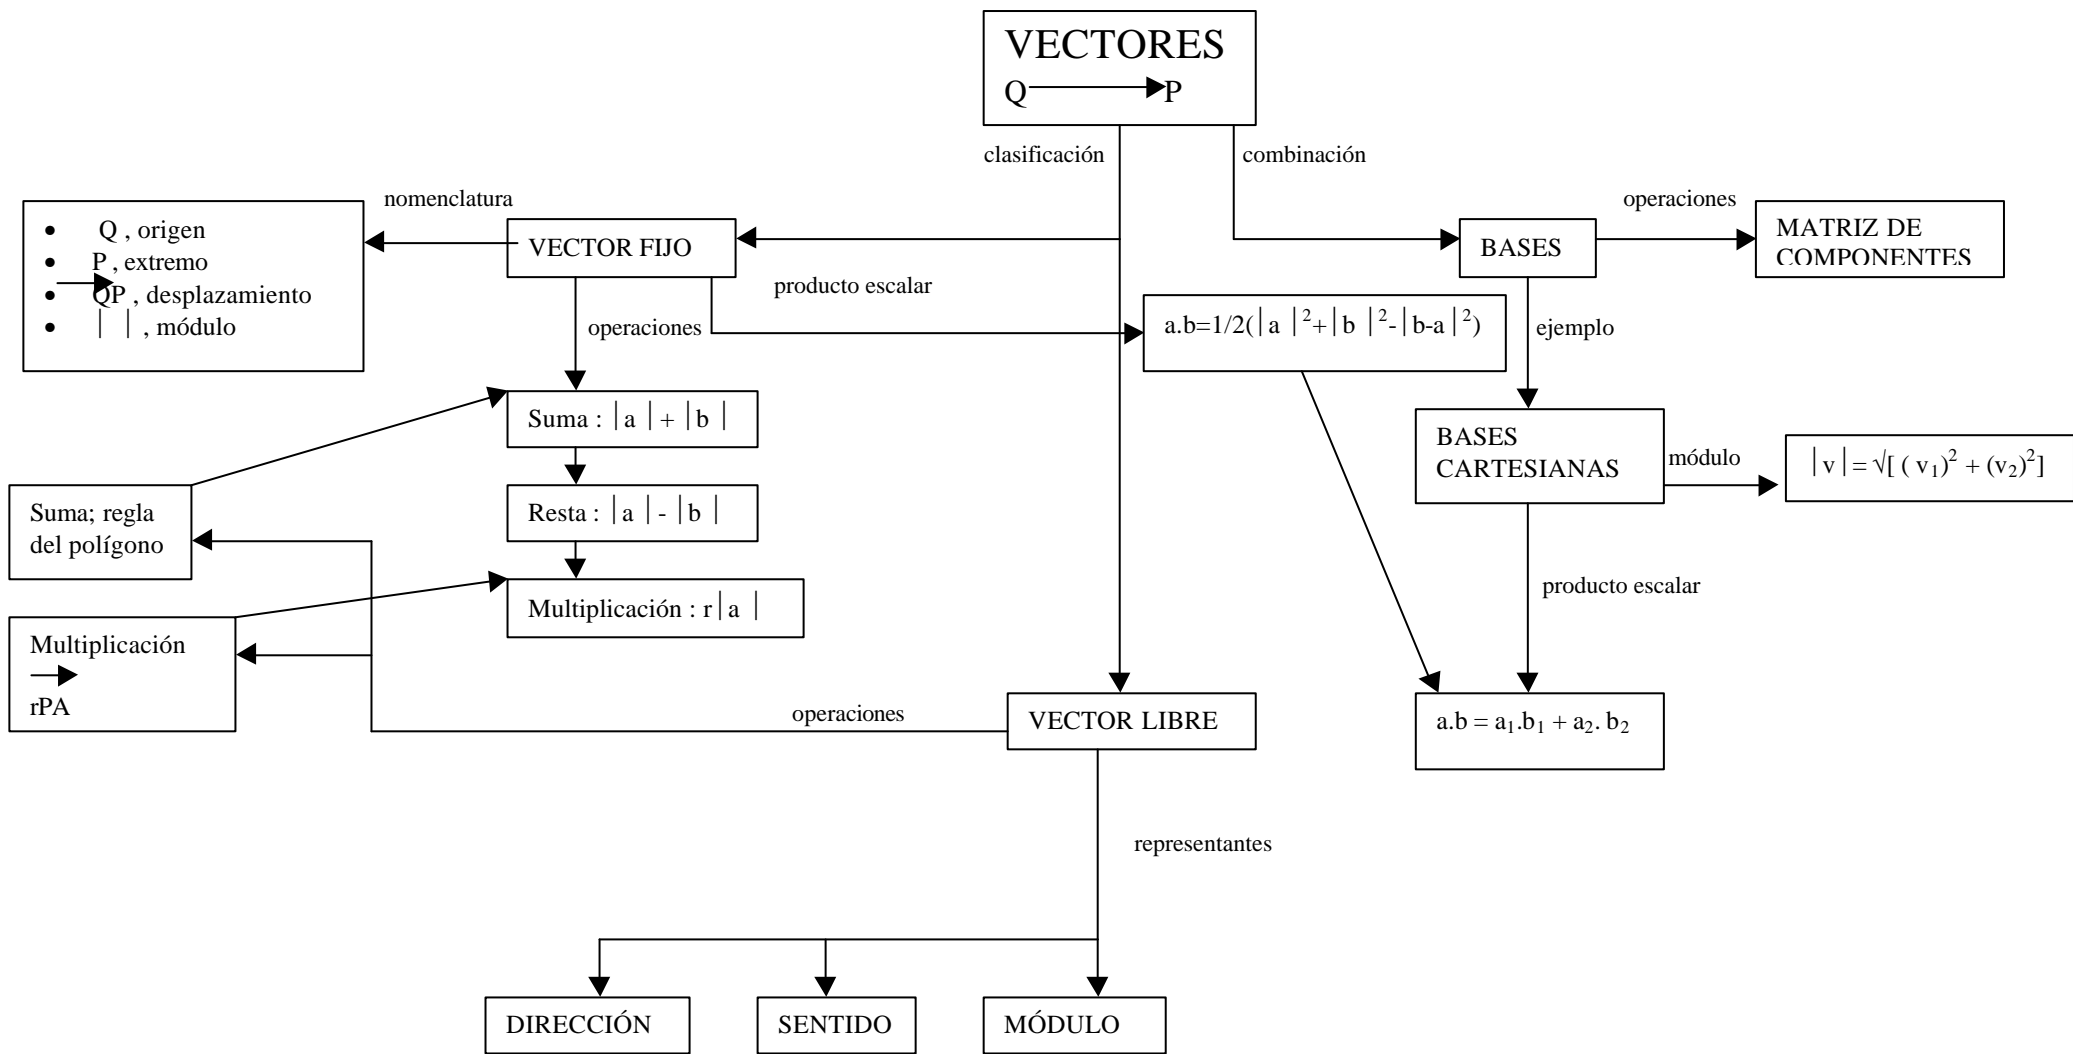 VECTORES
Q P
clasificación
combinación
nomenclatura
operaciones
• Q , origen
• P , extremo
• QP , desplazamiento
• | | , módulo
VECTOR FIJO
BASES
MATRIZ DE
COMPONENTES
producto escalar
operaciones
a.b=1/2(|a |²+|b |²-|b-a|²)
ejemplo
Suma : |a | + |b |
BASES
CARTESIANAS
módulo
|v|= √[ ( v₁)² + (v₂)²]
Suma; regla
del polígono
Resta : |a | - |b |
Multiplicación : r|a |
producto escalar
Multiplicación
rPA
operaciones
VECTOR LIBRE
a.b = a₁.b₁ + a₂. b₂
representantes
DIRECCIÓN
SENTIDO
MÓDULO